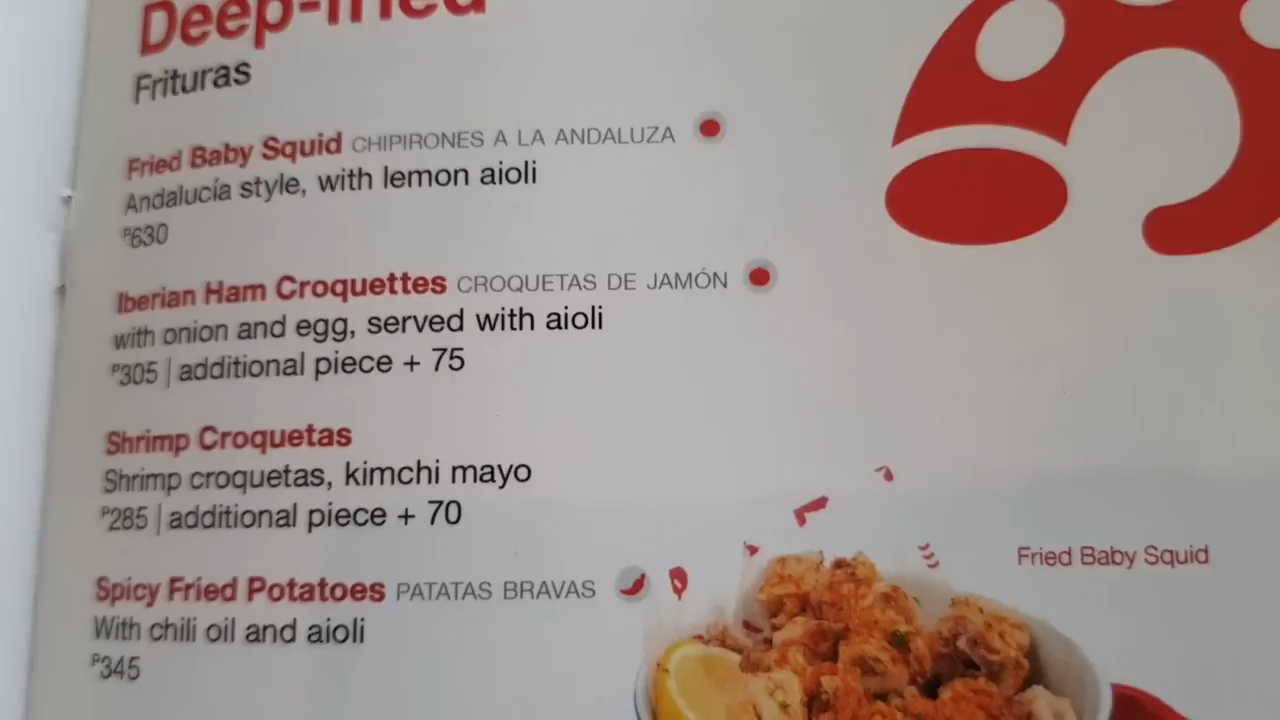 Deep-fried
Frituras
Fried Baby Squid CHIPIRONES A LA ANDALUZA
Andalucía style, with lemon aioli
₱630
Iberian Ham Croquettes CROQUETAS DE JAMÓN
with onion and egg, served with aioli
₱305 | additional piece + 75
Shrimp Croquetas
Shrimp croquetas, kimchi mayo
₱285 | additional piece + 70
Spicy Fried Potatoes PATATAS BRAVAS
With chili oil and aioli
₱345
Fried Baby Squid